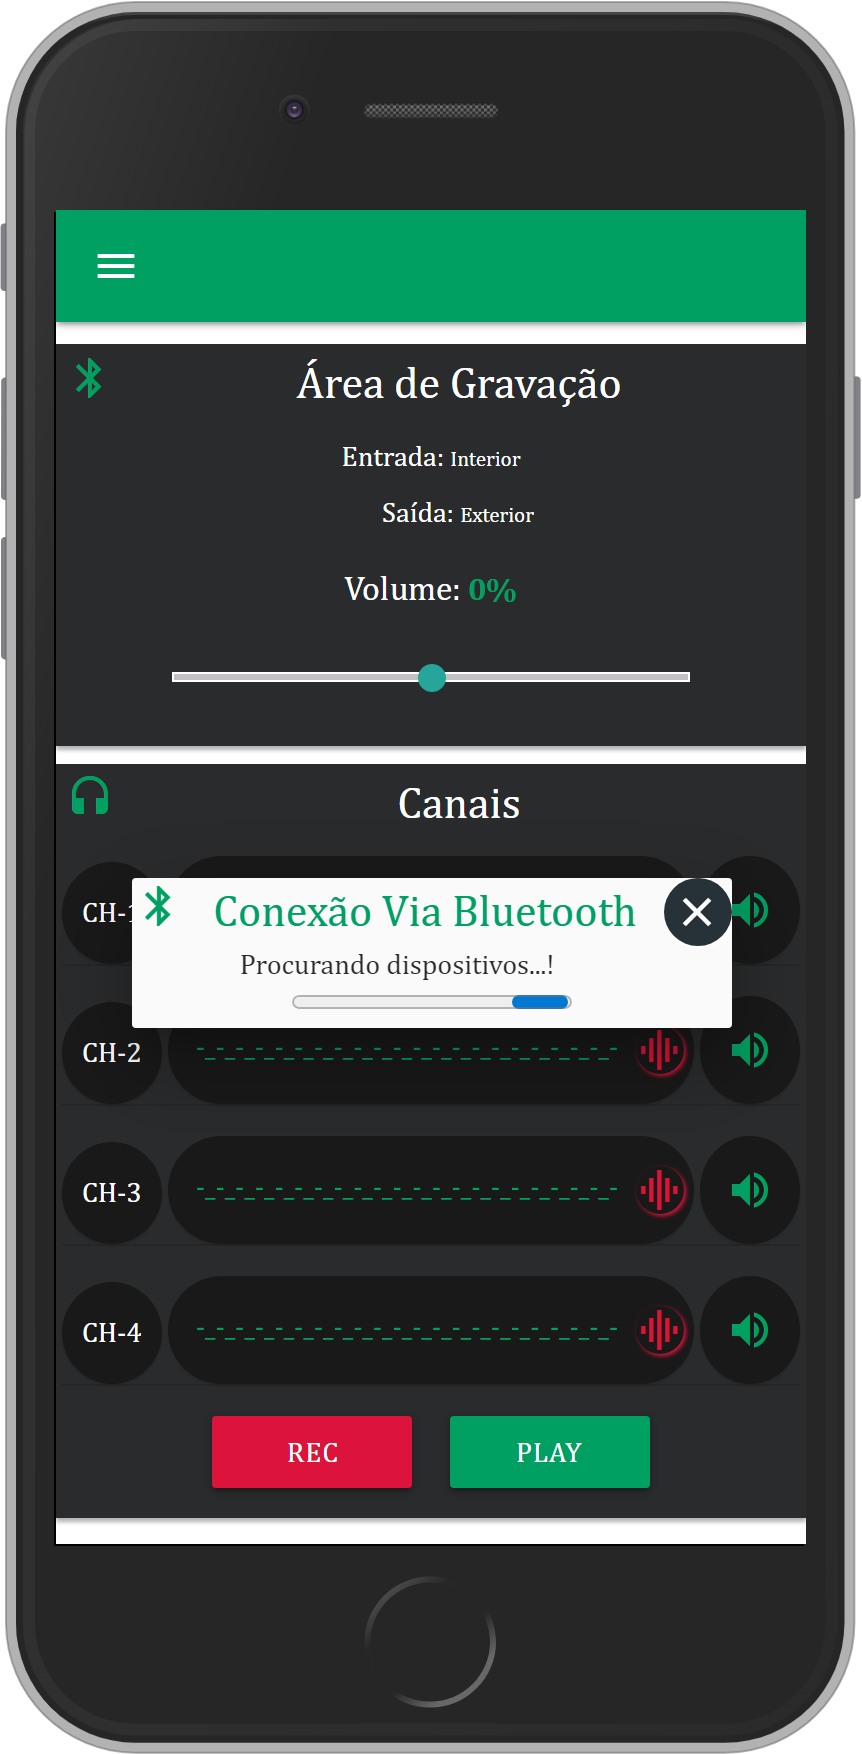 Área de Gravação
Entrada: Interior
Saída: Exterior
Volume: 0%
Canais
CH-1
Conexão Via Bluetooth
Procurando dispositivos...!
CH-2
CH-3
CH-4
REC PLAY